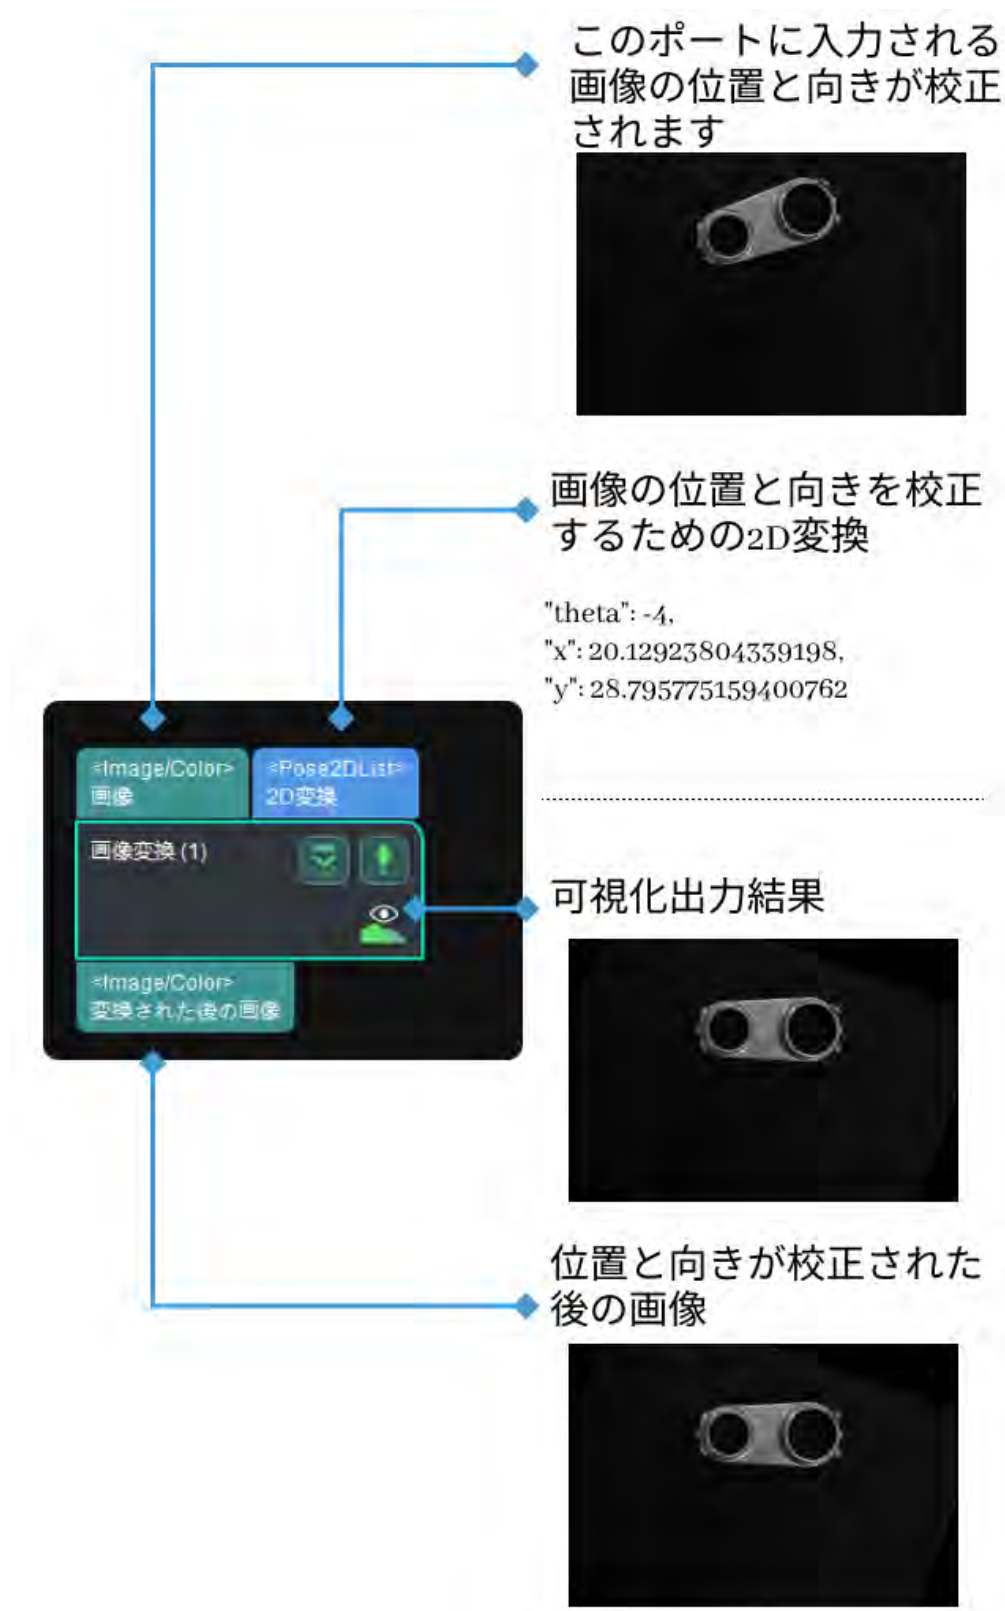 このポートに入力される
画像の位置と向きが校正
されます
画像の位置と向きを校正
するための2D変換
"theta": -4,
"x": 20.12923804339198,
"y": 28.795775159400762
<Image/Color>
画像
<Pose2DList>
2D変換
画像変換 (1)
可視化出力結果
<Image/Color>
変換された後の画像
位置と向きが校正された
後の画像